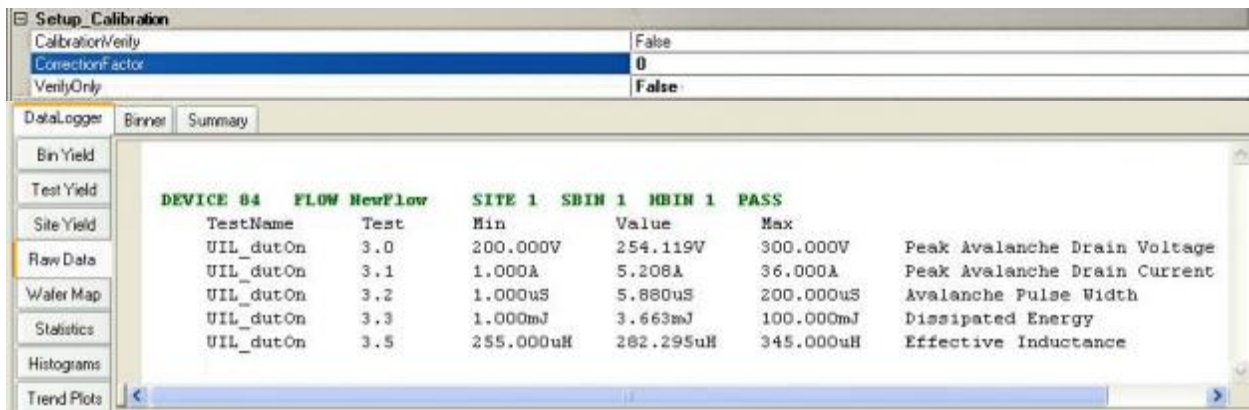 Setup_Calibration
CalibrationVerify False
CorrectionFactor 0
VerifyOnly False
DataLogger Binner Summary
Bin Yield
Test Yield
Site Yield
Raw Data
Wafer Map
Statistics
Histograms
Trend Plots
DEVICE 84 FLOW NewFlow SITE 1 SBIN 1 HBIN 1 PASS
TestName Test Min Value Max
UIL_dutOn 3.0 200.000V 254.119V 300.000V Peak Avalanche Drain Voltage
UIL_dutOn 3.1 1.000A 5.208A 36.000A Peak Avalanche Drain Current
UIL_dutOn 3.2 1.000uS 5.880uS 200.000uS Avalanche Pulse Width
UIL_dutOn 3.3 1.000mJ 3.663mJ 100.000mJ Dissipated Energy
UIL_dutOn 3.5 255.000uH 282.295uH 345.000uH Effective Inductance